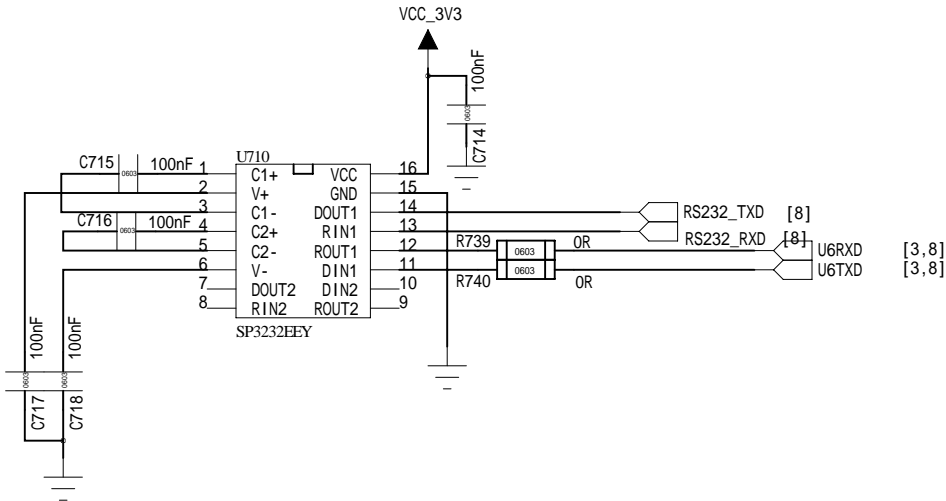 VCC_3V3
100nF
0603
C714
U710
C715 0603 100nF 1 C1+ VCC 16
2 V+ GND 15
3 C1- DOUT1 14 RS232_TXD [8]
C716 0603 100nF 4 C2+ RIN1 13 RS232_RXD [8]
5 C2- ROUT1 12 R739 0603 0R U6RXD [3,8]
6 V- DIN1 11 R740 0603 0R U6TXD [3,8]
7 DOUT2 DIN2 10
8 RIN2 ROUT2 9
SP3232EEY
100nF 100nF
0603 0603
C717 C718